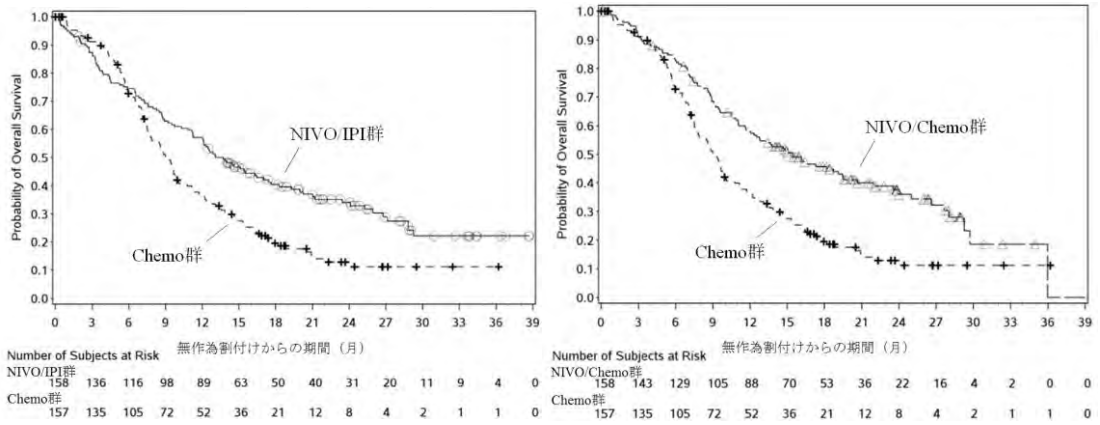 Probability of Overall Survival
1.0
0.9
0.8
0.7
0.6
0.5
0.4
0.3
0.2
0.1
0.0
NIVO/IPI群
Chemo群
0 3 6 9 12 15 18 21 24 27 30 33 36 39
無作為割付けからの期間（月）
Number of Subjects at Risk
NIVO/IPI群
158 136 116 98 89 63 50 40 31 20 11 9 4 0
Chemo群
157 135 105 72 52 36 21 12 8 4 2 1 1 0
Probability of Overall Survival
1.0
0.9
0.8
0.7
0.6
0.5
0.4
0.3
0.2
0.1
0.0
NIVO/Chemo群
Chemo群
0 3 6 9 12 15 18 21 24 27 30 33 36 39
無作為割付けからの期間（月）
Number of Subjects at Risk
NIVO/Chemo群
158 143 129 105 88 70 53 36 22 16 4 2 0 0
Chemo群
157 135 105 72 52 36 21 12 8 4 2 1 1 0